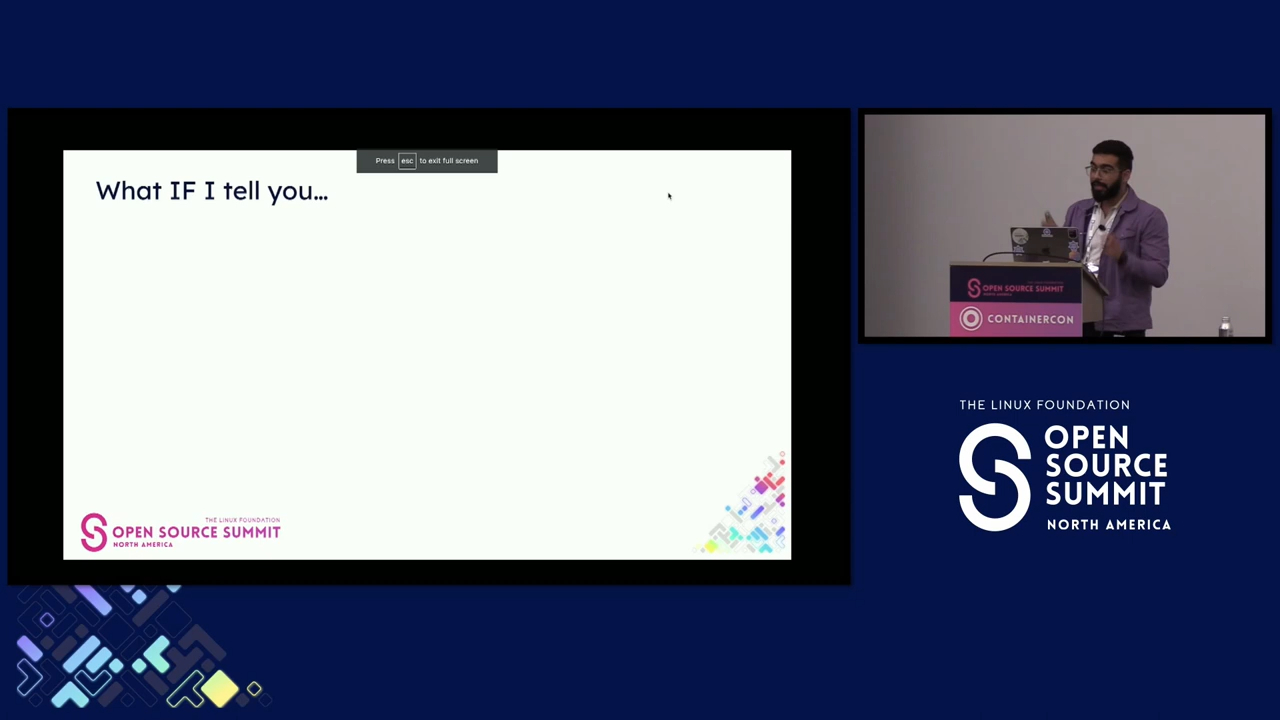 Press esc to exit full screen
What IF I tell you...
THE LINUX FOUNDATION
OPEN SOURCE SUMMIT
NORTH AMERICA
OPEN SOURCE SUMMIT
CONTAINERCON
THE LINUX FOUNDATION
OPEN
SOURCE
SUMMIT
NORTH AMERICA